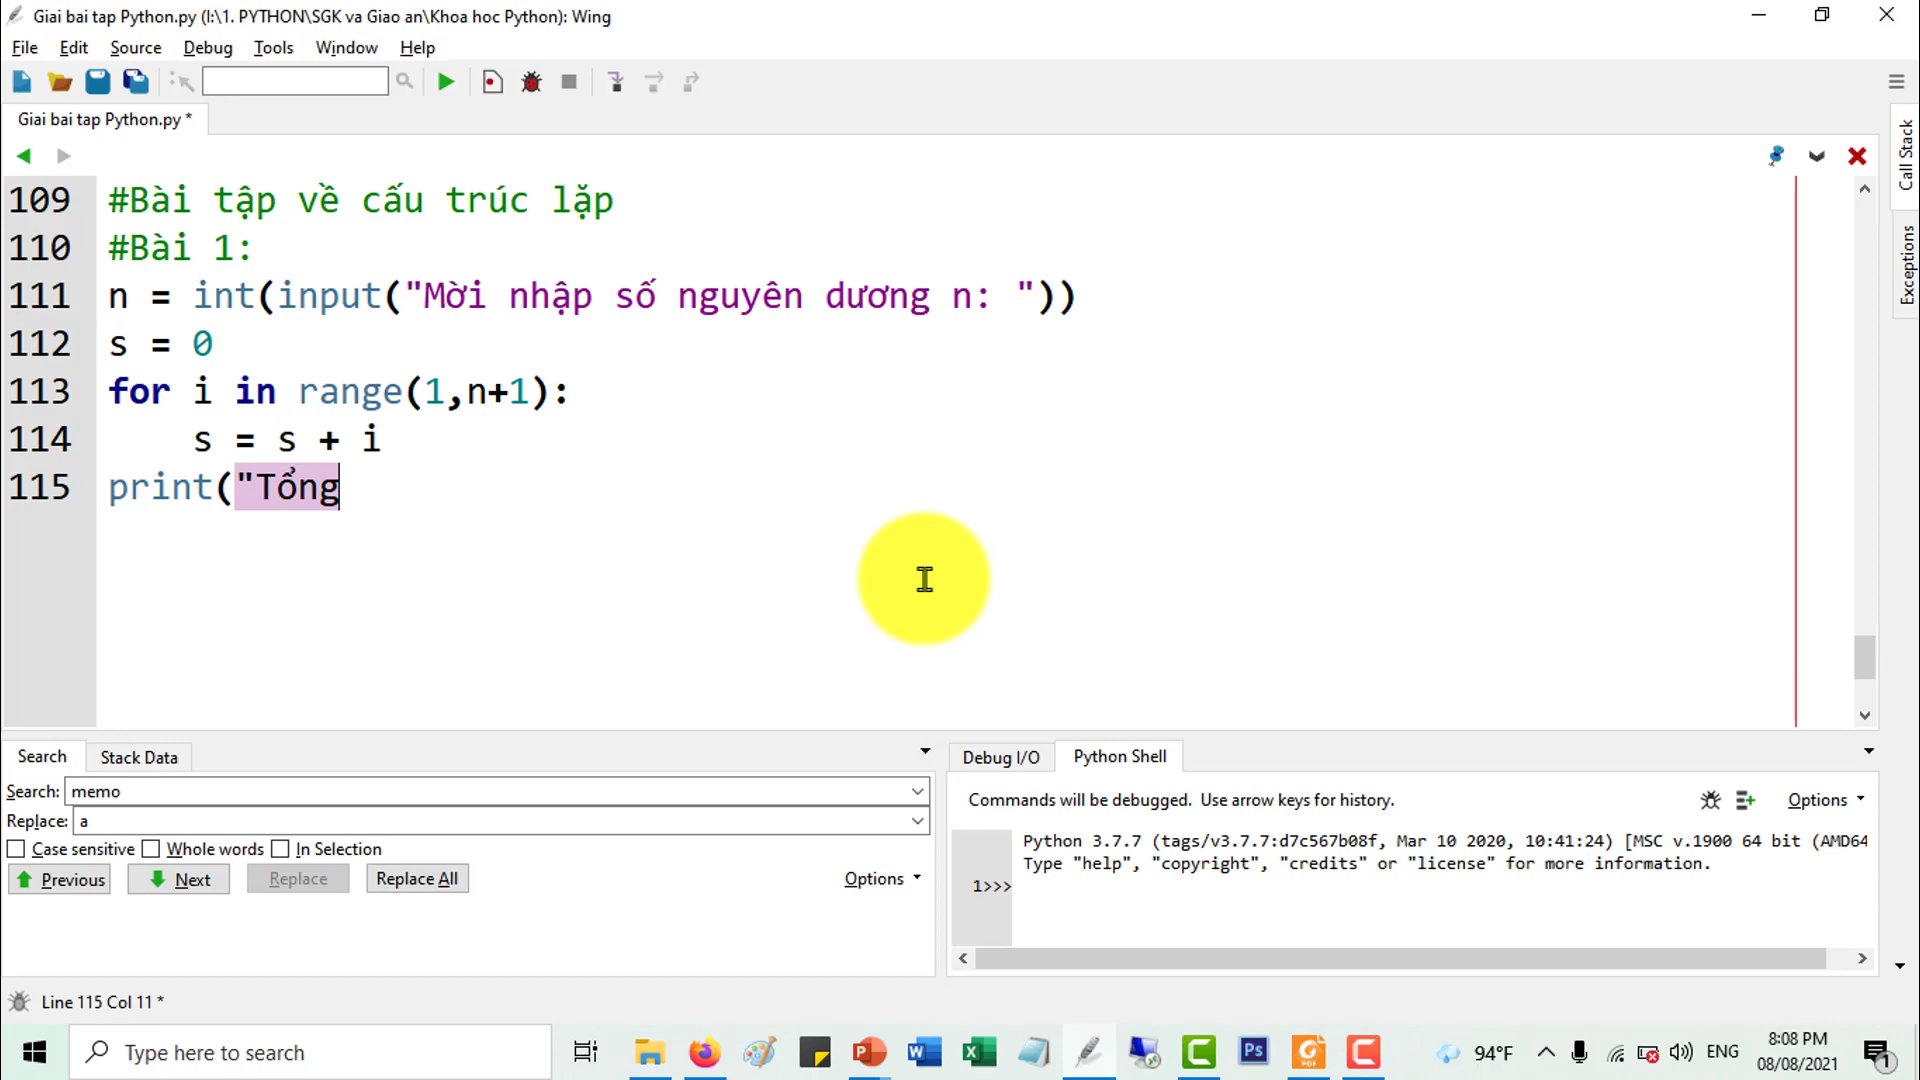 Giai bai tap Python.py (I:\1. PYTHON\SGK va Giao an\Khoa hoc Python): Wing
File Edit Source Debug Tools Window Help
Giai bai tap Python.py *
109 #Bài tập về cấu trúc lặp
110 #Bài 1:
111 n = int(input("Mời nhập số nguyên dương n: "))
112 s = 0
113 for i in range(1,n+1):
114     s = s + i
115 print("Tổng
Call Stack
Exceptions
Search Stack Data
Search: memo
Replace: a
Case sensitive Whole words In Selection
Previous Next Replace Replace All Options
Debug I/O Python Shell
Commands will be debugged. Use arrow keys for history. Options
Python 3.7.7 (tags/v3.7.7:d7c567b08f, Mar 10 2020, 10:41:24) [MSC v.1900 64 bit (AMD64
Type "help", "copyright", "credits" or "license" for more information.
1>>>
Line 115 Col 11 *
Type here to search
94°F ENG
8:08 PM
08/08/2021
1